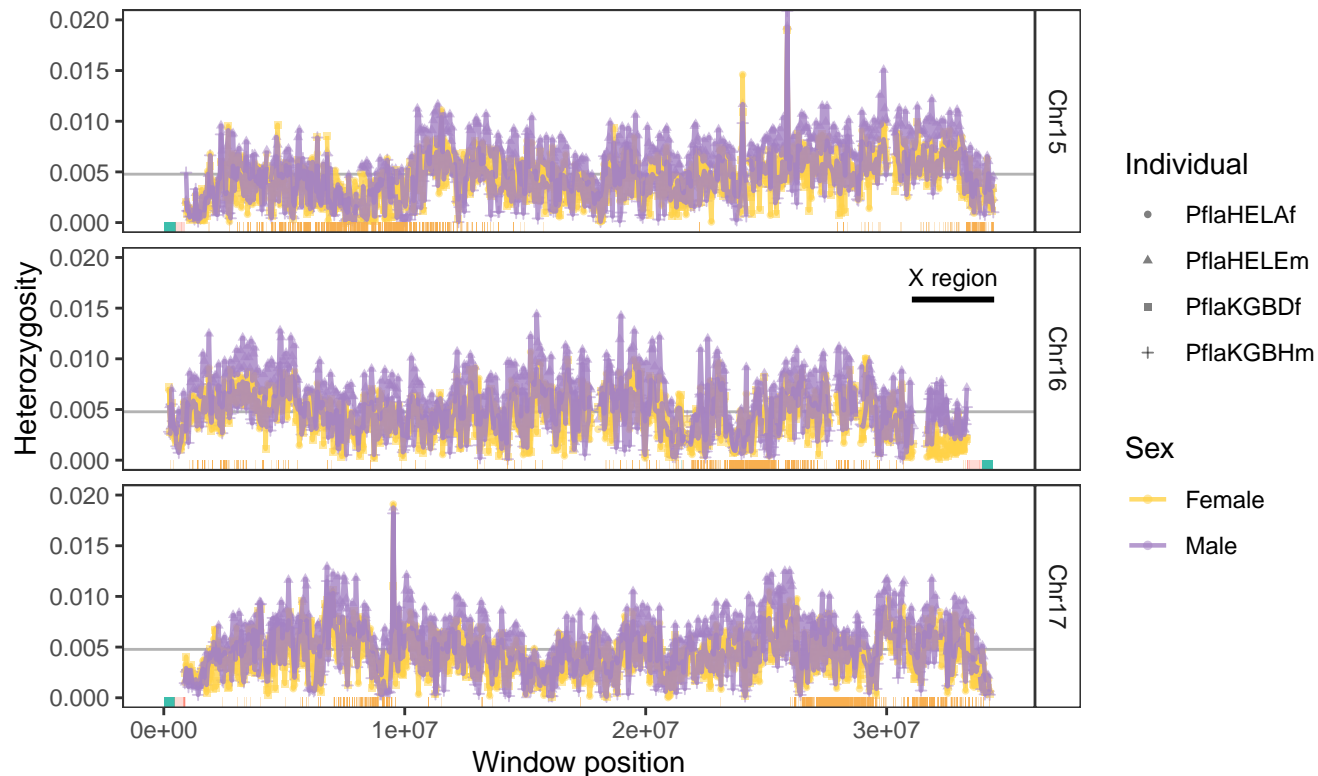 0.020
0.015
0.010
0.005
0.000
Chr15
0.020
0.015
0.010
0.005
0.000
X region
Chr16
0.020
0.015
0.010
0.005
0.000
Chr17
Heterozygosity
0e+00
1e+07
2e+07
3e+07
Window position
Individual
PflaHELAf
PflaHELEm
PflaKGBDf
PflaKGBHm
Sex
Female
Male